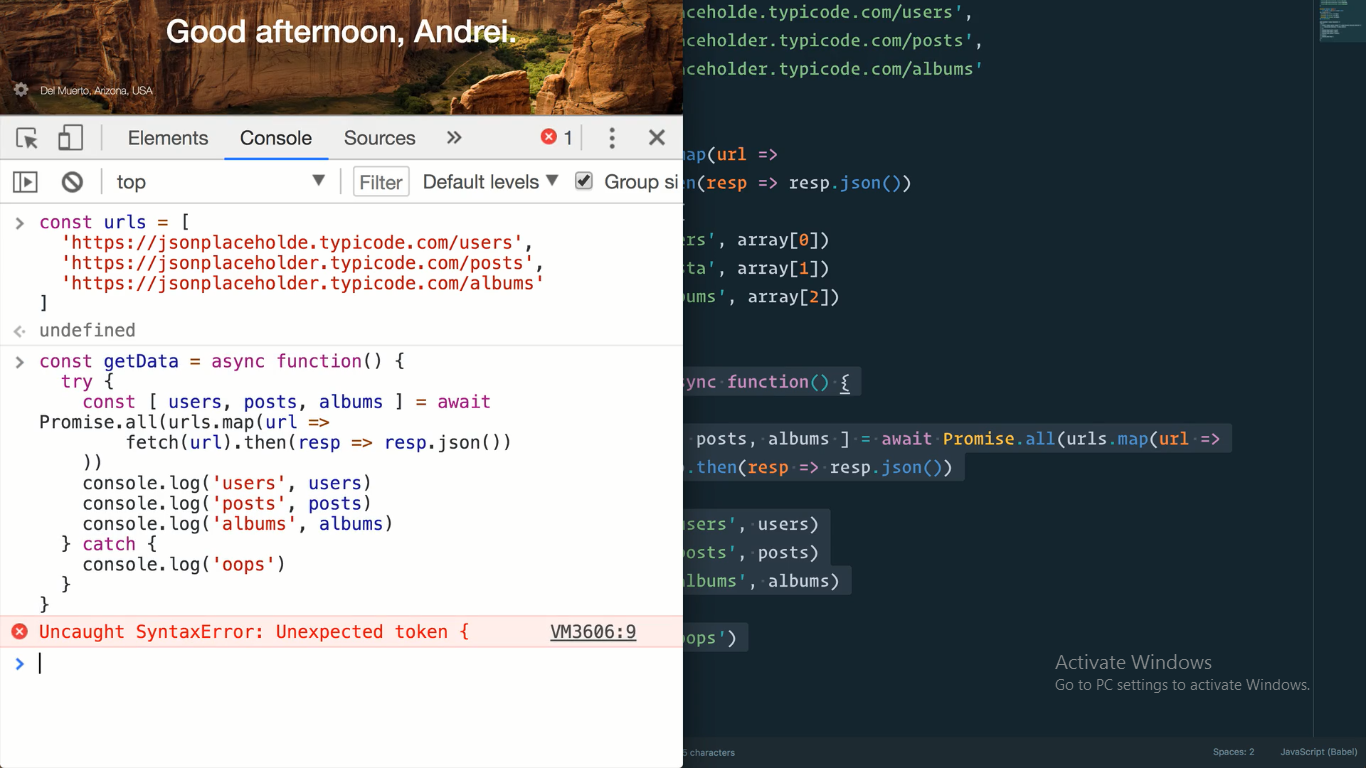 Good afternoon, Andrei.
Del Muerto, Arizona, USA
Elements Console Sources » 1
top Filter Default levels Group si
const urls = [
'https://jsonplaceholde.typicode.com/users',
'https://jsonplaceholder.typicode.com/posts',
'https://jsonplaceholder.typicode.com/albums'
]
undefined
const getData = async function() {
try {
const [ users, posts, albums ] = await
Promise.all(urls.map(url =>
fetch(url).then(resp => resp.json())
))
console.log('users', users)
console.log('posts', posts)
console.log('albums', albums)
} catch {
console.log('oops')
}
}
Uncaught SyntaxError: Unexpected token { VM3606:9
ceholde.typicode.com/users',
ceholder.typicode.com/posts',
ceholder.typicode.com/albums'
ap(url =>
n(resp => resp.json())
rs', array[0])
ta', array[1])
ums', array[2])
ync function() {
posts, albums ] = await Promise.all(urls.map(url =>
.then(resp => resp.json())
sers', users)
osts', posts)
lbums', albums)
oops')
Activate Windows
Go to PC settings to activate Windows.
5 characters Spaces: 2 JavaScript (Babel)